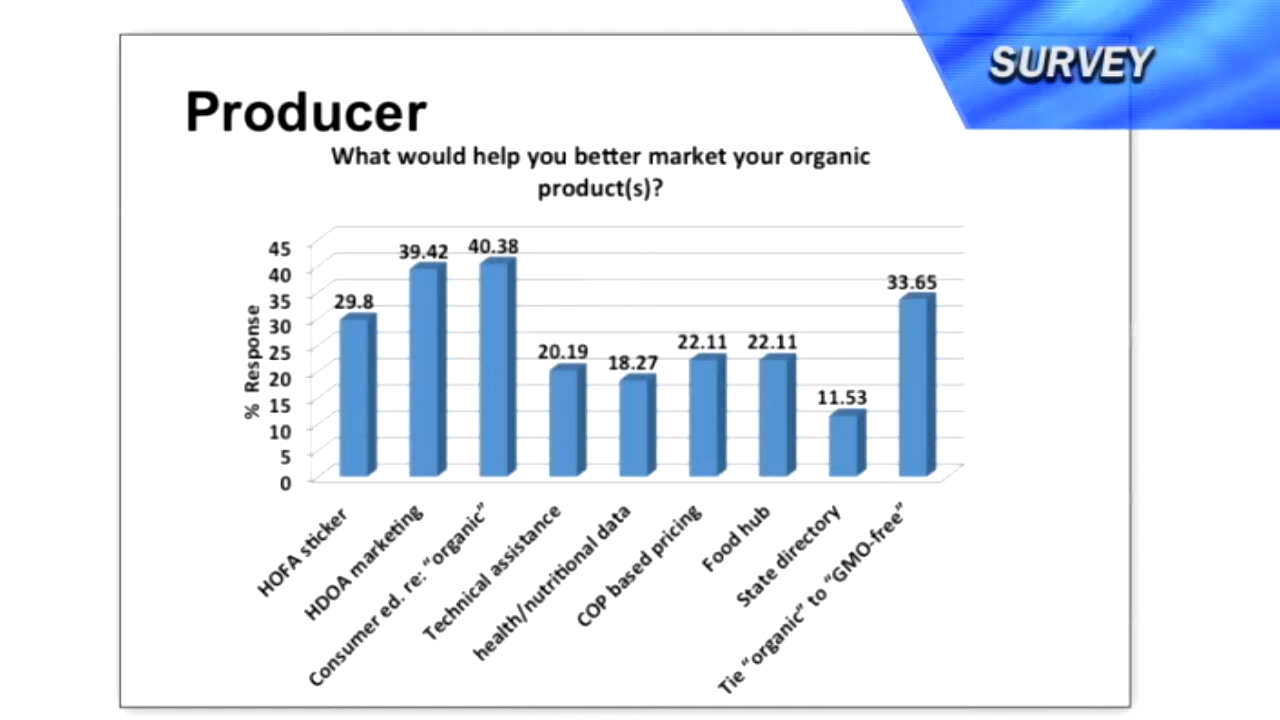 SURVEY
Producer
What would help you better market your organic
product(s)?
% Response
45
40
35
30
25
20
15
10
5
0
29.8
39.42
40.38
20.19
18.27
22.11
22.11
11.53
33.65
HOFA sticker
HDOA marketing
Consumer ed. re: “organic”
Technical assistance
health/nutritional data
COP based pricing
Food hub
State directory
Tie “organic” to “GMO-free”